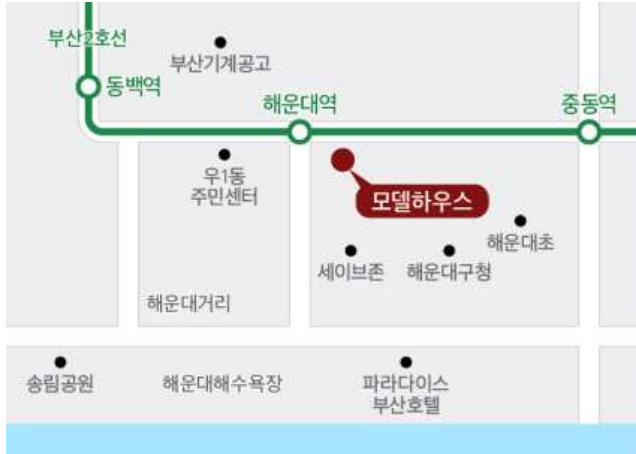 부산2호선
부산기계공고
동백역
해운대역
중동역
우1동
주민센터
모델하우스
해운대초
세이브존
해운대구청
해운대거리
송림공원
해운대해수욕장
파라다이스
부산호텔